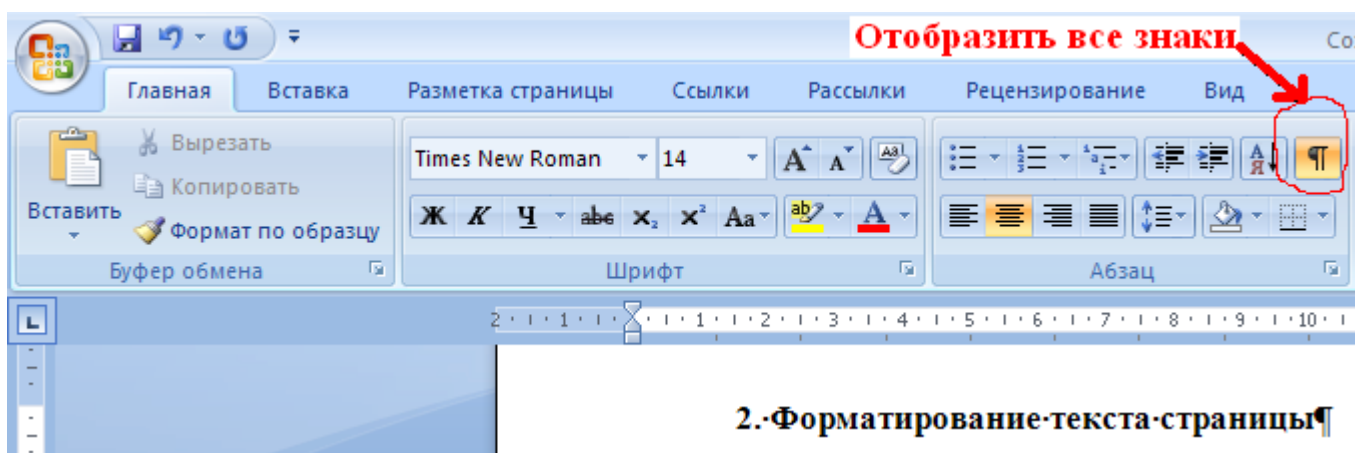 Отобразить все знаки
Со
Главная Вставка Разметка страницы Ссылки Рассылки Рецензирование Вид
Вырезать
Копировать
Вставить
Формат по образцу
Буфер обмена
Times New Roman 14
Ж К Ч abc x₂ x² Aa ab A
Шрифт
Абзац
2 · 1 · 1 · 2 · 3 · 4 · 5 · 6 · 7 · 8 · 9 · 10
2.·Форматирование·текста·страницы¶